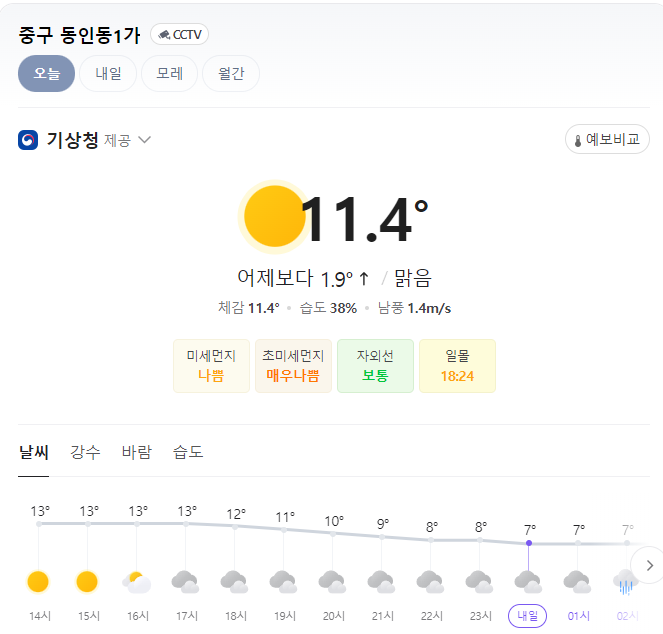 중구 동인동1가 CCTV
오늘 내일 모레 월간
기상청 제공 예보비교
11.4°
어제보다 1.9° ↑ / 맑음
체감 11.4° • 습도 38% • 남풍 1.4m/s
미세먼지 초미세먼지 자외선 일몰
나쁨 매우나쁨 보통 18:24
날씨 강수 바람 습도
13° 13° 13° 13° 12° 11° 10° 9° 8° 8° 7° 7° 7°
14시 15시 16시 17시 18시 19시 20시 21시 22시 23시 내일 01시 02시